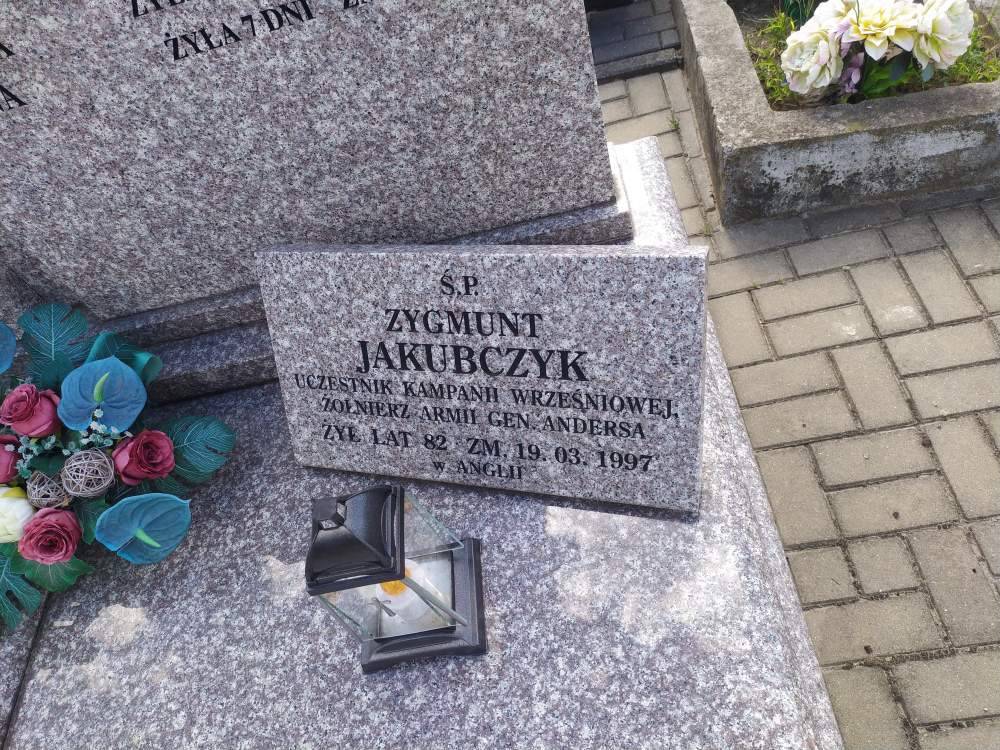 ŻYŁA 7 DNI
Ś.P.
ZYGMUNT
JAKUBCZYK
UCZESTNIK KAMPANII WRZEŚNIOWEJ,
ŻOŁNIERZ ARMII GEN. ANDERSA
ŻYŁ LAT 82 ZM. 19. 03. 1997
W ANGLII